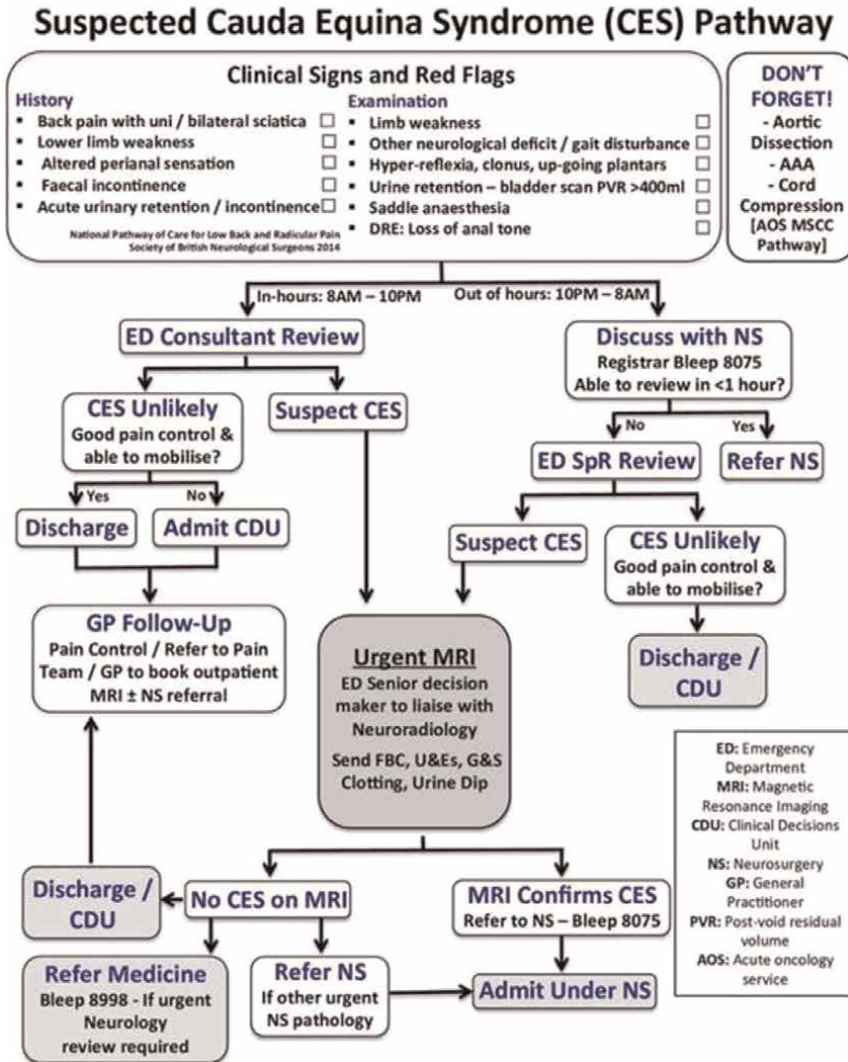 Suspected Cauda Equina Syndrome (CES) Pathway
Clinical Signs and Red Flags
History
▪ Back pain with uni / bilateral sciatica ☐
▪ Lower limb weakness ☐
▪ Altered perianal sensation ☐
▪ Faecal incontinence ☐
▪ Acute urinary retention / incontinence ☐
National Pathway of Care for Low Back and Radicular Pain
Society of British Neurological Surgeons 2014
Examination
▪ Limb weakness ☐
▪ Other neurological deficit / gait disturbance ☐
▪ Hyper-reflexia, clonus, up-going plantars ☐
▪ Urine retention – bladder scan PVR >400ml ☐
▪ Saddle anaesthesia ☐
▪ DRE: Loss of anal tone ☐
DON'T
FORGET!
- Aortic
Dissection
- AAA
- Cord
Compression
[AOS MSCC
Pathway]
In-hours: 8AM – 10PM
Out of hours: 10PM – 8AM
ED Consultant Review
Discuss with NS
Registrar Bleep 8075
Able to review in <1 hour?
CES Unlikely
Good pain control &
able to mobilise?
Suspect CES
No
Yes
ED SpR Review
Refer NS
Yes
No
Discharge
Admit CDU
Suspect CES
CES Unlikely
Good pain control &
able to mobilise?
GP Follow-Up
Pain Control / Refer to Pain
Team / GP to book outpatient
MRI ± NS referral
Urgent MRI
ED Senior decision
maker to liaise with
Neuroradiology
Send FBC, U&Es, G&S
Clotting, Urine Dip
Discharge /
CDU
ED: Emergency
Department
MRI: Magnetic
Resonance Imaging
CDU: Clinical Decisions
Unit
NS: Neurosurgery
GP: General
Practitioner
PVR: Post-void residual
volume
AOS: Acute oncology
service
Discharge /
CDU
No CES on MRI
MRI Confirms CES
Refer to NS – Bleep 8075
Refer Medicine
Bleep 8998 - If urgent
Neurology
review required
Refer NS
If other urgent
NS pathology
Admit Under NS